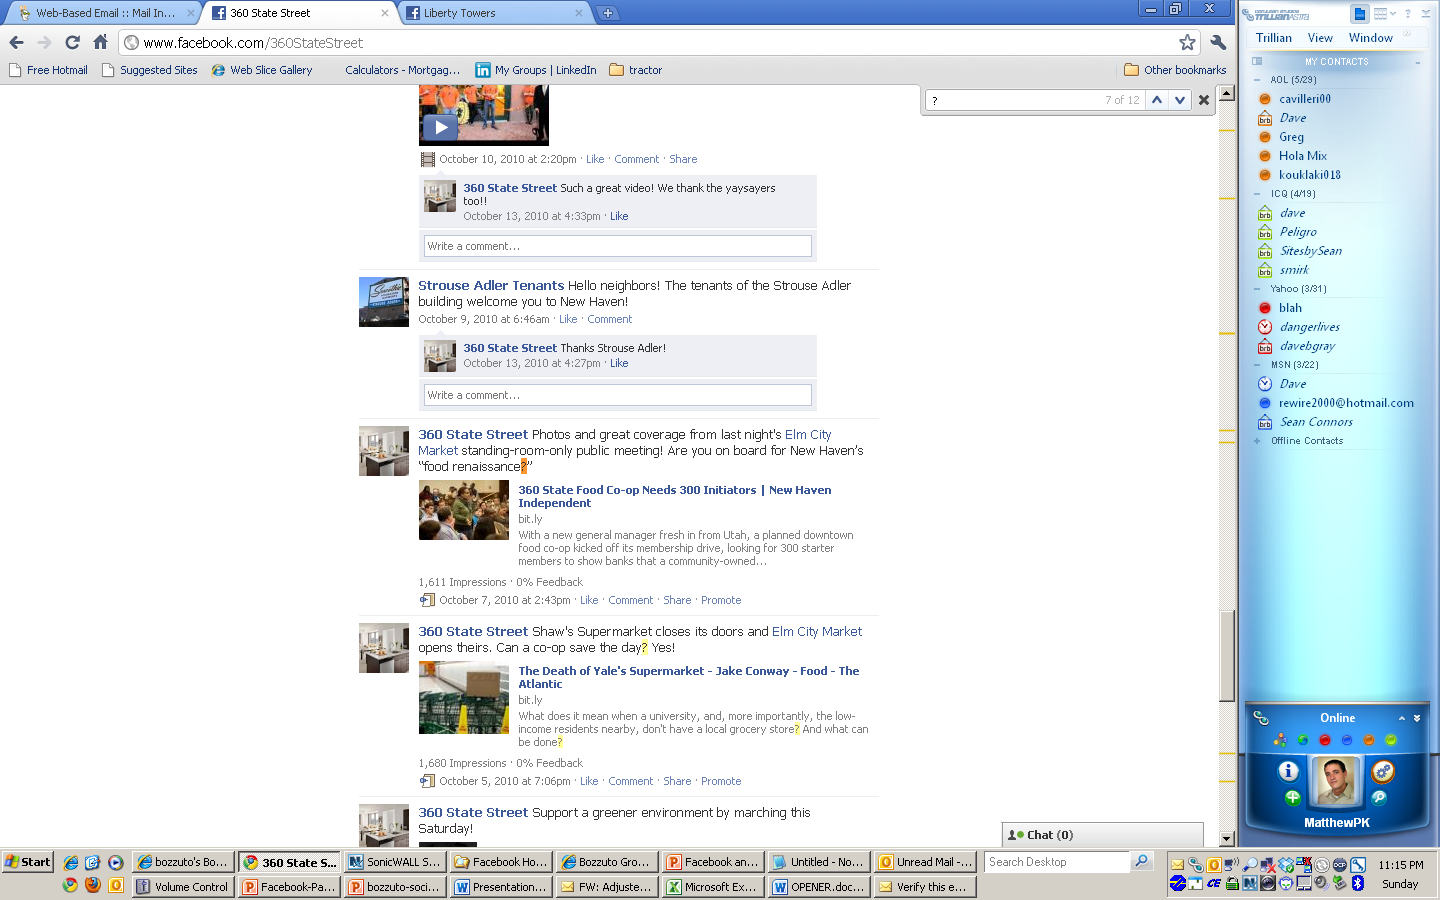 Web-Based Email :: Mail In...
360 State Street
Liberty Towers
www.facebook.com/360StateStreet
Free Hotmail
Suggested Sites
Web Slice Gallery
Calculators - Mortgag...
My Groups | LinkedIn
tractor
Other bookmarks
? 7 of 12
October 10, 2010 at 2:20pm · Like · Comment · Share
360 State Street Such a great video! We thank the yaysayers
too!!
October 13, 2010 at 4:33pm · Like
Write a comment...
Strouse Adler Tenants Hello neighbors! The tenants of the Strouse Adler
building welcome you to New Haven!
October 9, 2010 at 6:46am · Like · Comment
360 State Street Thanks Strouse Adler!
October 13, 2010 at 4:27pm · Like
Write a comment...
360 State Street Photos and great coverage from last night's Elm City
Market standing-room-only public meeting! Are you on board for New Haven's
"food renaissance?"
360 State Food Co-op Needs 300 Initiators | New Haven
Independent
bit.ly
With a new general manager fresh in from Utah, a planned downtown
food co-op kicked off its membership drive, looking for 300 starter
members to show banks that a community-owned...
1,611 Impressions · 0% Feedback
October 7, 2010 at 2:43pm · Like · Comment · Share · Promote
360 State Street Shaw's Supermarket closes its doors and Elm City Market
opens theirs. Can a co-op save the day? Yes!
The Death of Yale's Supermarket - Jake Conway - Food - The
Atlantic
bit.ly
What does it mean when a university, and, more importantly, the low-
income residents nearby, don't have a local grocery store? And what can
be done?
1,680 Impressions · 0% Feedback
October 5, 2010 at 7:06pm · Like · Comment · Share · Promote
360 State Street Support a greener environment by marching this
Saturday!
Chat (0)
TRILLIAN ASTRA
Trillian View Window
MY CONTACTS
AOL (5/29)
cavilleri00
brb Dave
Greg
Hola Mix
kouklaki018
ICQ (4/19)
brb dave
brb Peligro
brb SitesbySean
brb smirk
Yahoo (3/31)
blah
dangerlives
brb davebgray
MSN (3/22)
Dave
rewire2000@hotmail.com
brb Sean Connors
Offline Contacts
Online
MatthewPK
Start
bozzuto's Bo...
360 State S...
SonicWALL S...
Facebook Ho...
Bozzuto Gro...
Facebook an...
Untitled - No...
Unread Mail -...
Search Desktop
11:15 PM
Volume Control
Facebook-Pa...
bozzuto-soci...
Presentation...
FW: Adjuste...
Microsoft Ex...
OPENER.doc...
Verify this e...
Sunday